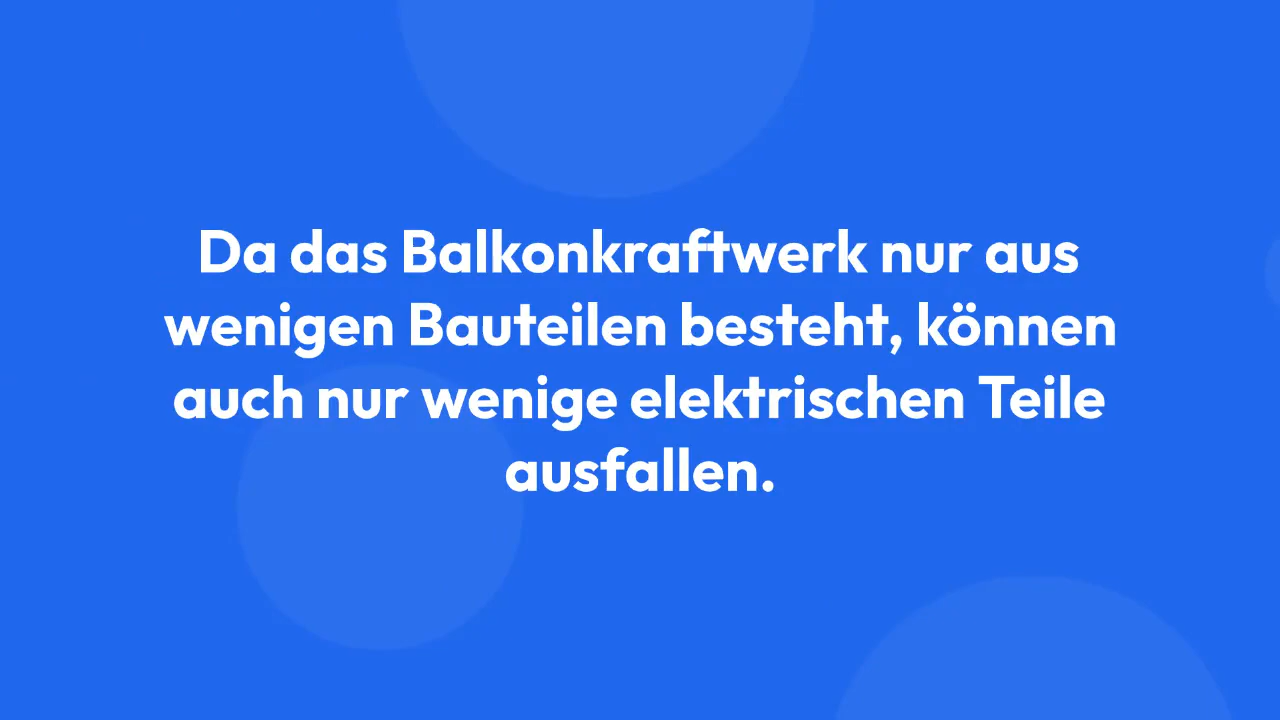 Da das Balkonkraftwerk nur aus
wenigen Bauteilen besteht, können
auch nur wenige elektrischen Teile
ausfallen.